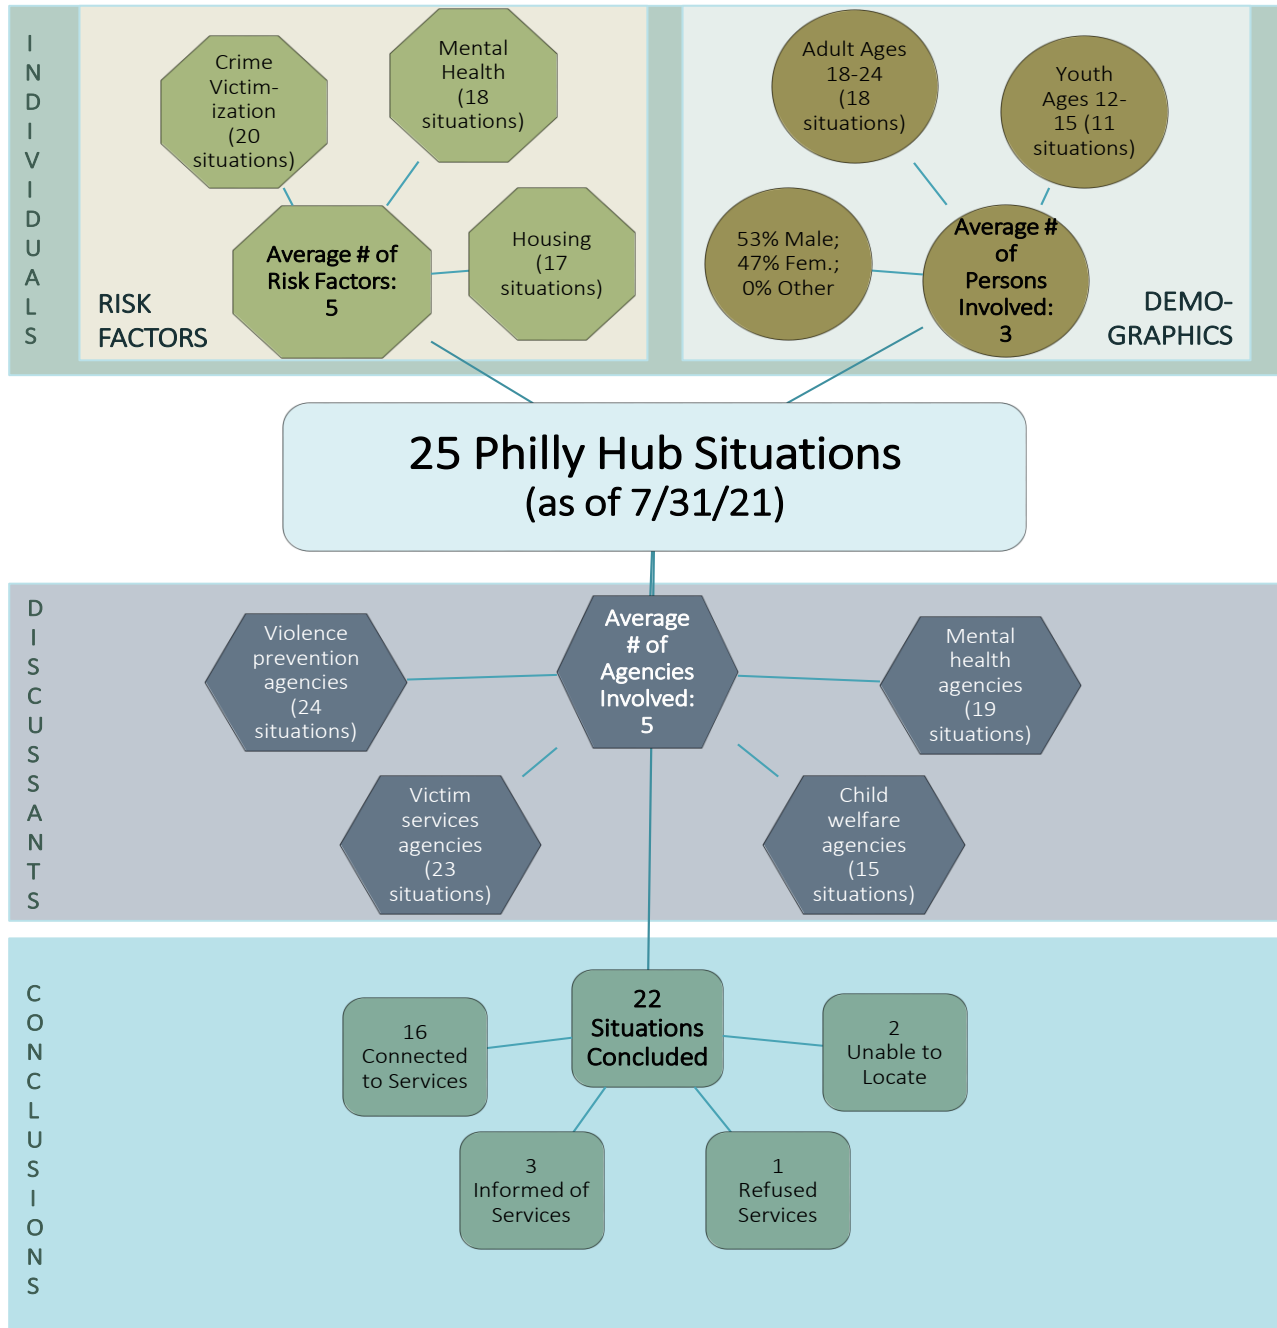 INDIVIDUALS
Crime
Victim-
ization
(20
situations)
Mental
Health
(18
situations)
Average # of
Risk Factors:
5
Housing
(17
situations)
RISK
FACTORS
Adult Ages
18-24
(18
situations)
Youth
Ages 12-
15 (11
situations)
53% Male;
47% Fem.;
0% Other
Average #
of
Persons
Involved:
3
DEMO-
GRAPHICS
25 Philly Hub Situations
(as of 7/31/21)
DISCUSSANTS
Violence
prevention
agencies
(24
situations)
Average
# of
Agencies
Involved:
5
Mental
health
agencies
(19
situations)
Victim
services
agencies
(23
situations)
Child
welfare
agencies
(15
situations)
CONCLUSIONS
22
Situations
Concluded
16
Connected
to Services
2
Unable to
Locate
3
Informed of
Services
1
Refused
Services